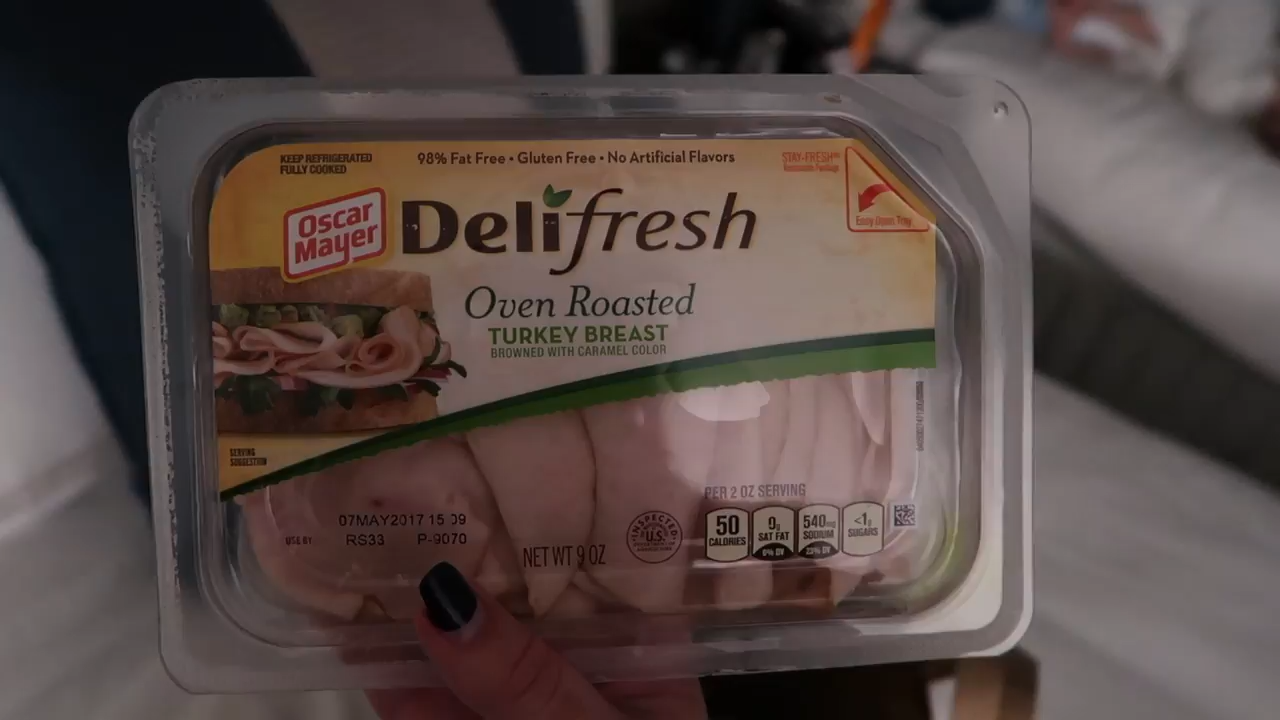 KEEP REFRIGERATED
FULLY COOKED
98% Fat Free • Gluten Free • No Artificial Flavors
STAY-FRESH
Easy Open Tray
Oscar
Mayer
Delifresh
Oven Roasted
TURKEY BREAST
BROWNED WITH CARAMEL COLOR
SERVING
SUGGESTION
PER 2 OZ SERVING
07MAY2017 15 09
USE BY
RS33 P-9070
NET WT 9 OZ
INSPECTED
U.S.
50
CALORIES
0g
SAT FAT
0% DV
540mg
SODIUM
23% DV
<1g
SUGARS